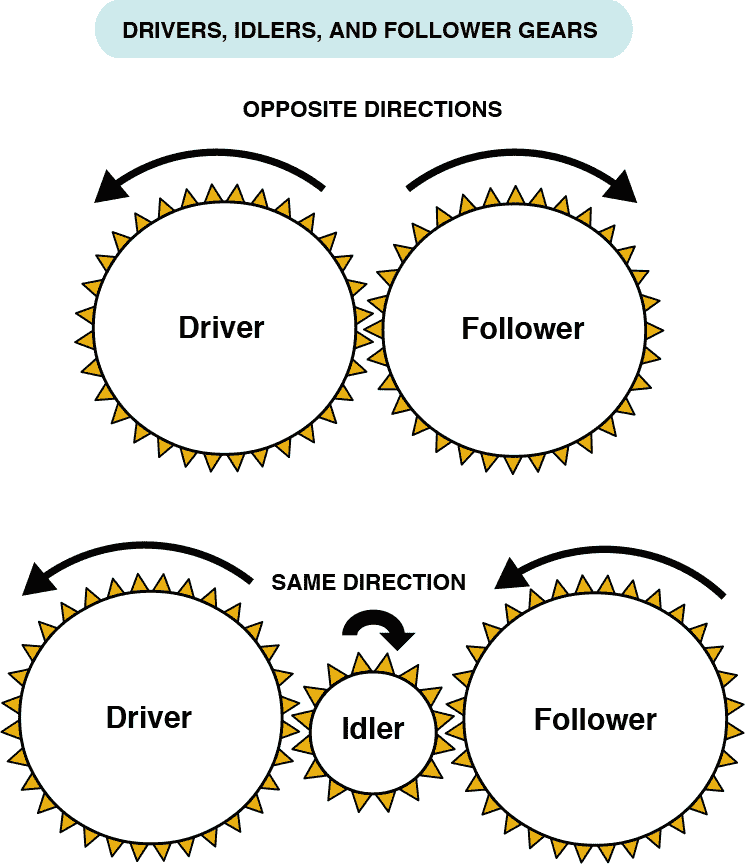 DRIVERS, IDLERS, AND FOLLOWER GEARS
OPPOSITE DIRECTIONS
Driver
Follower
SAME DIRECTION
Driver
Idler
Follower